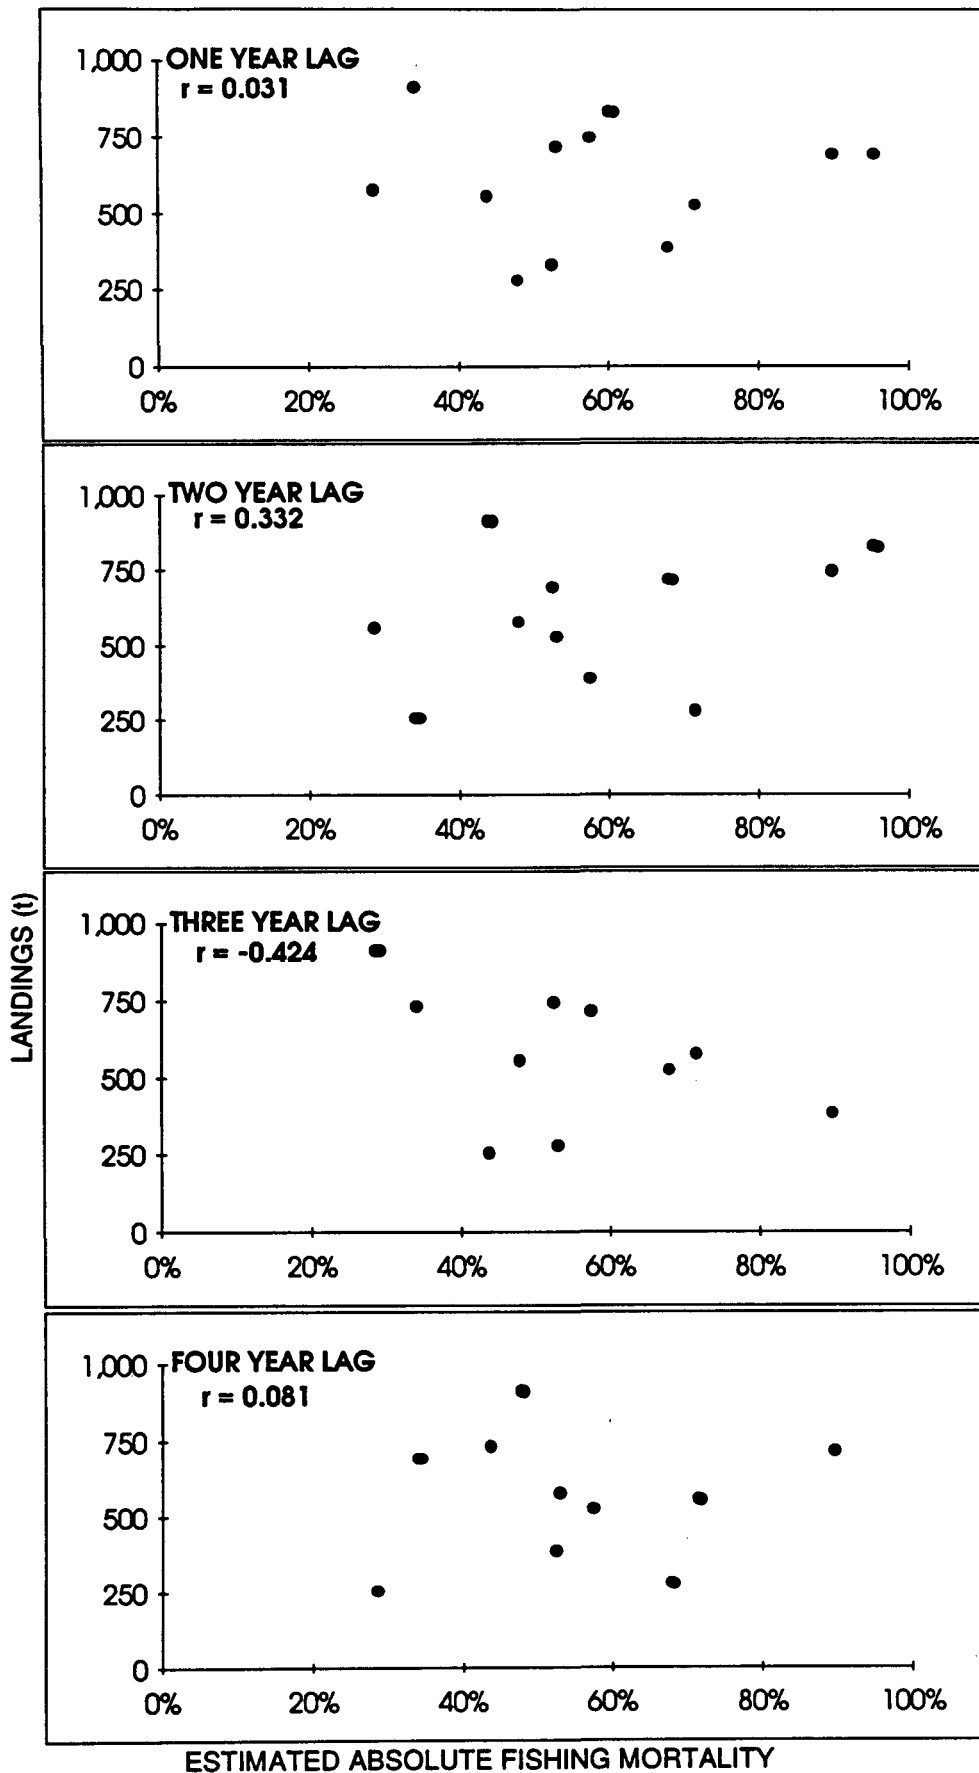 1,000 ONE YEAR LAG
r = 0.031
750
500
250
0
0% 20% 40% 60% 80% 100%
1,000 TWO YEAR LAG
r = 0.332
750
500
250
0
0% 20% 40% 60% 80% 100%
LANDINGS (t)
1,000 THREE YEAR LAG
r = -0.424
750
500
250
0
0% 20% 40% 60% 80% 100%
1,000 FOUR YEAR LAG
r = 0.081
750
500
250
0
0% 20% 40% 60% 80% 100%
ESTIMATED ABSOLUTE FISHING MORTALITY